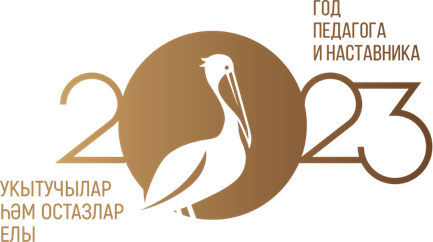 ГОД
ПЕДАГОГА
И НАСТАВНИКА
2023
УКЫТУЧЫЛАР
ҺӘМ ОСТАЗЛАР
ЕЛЫ